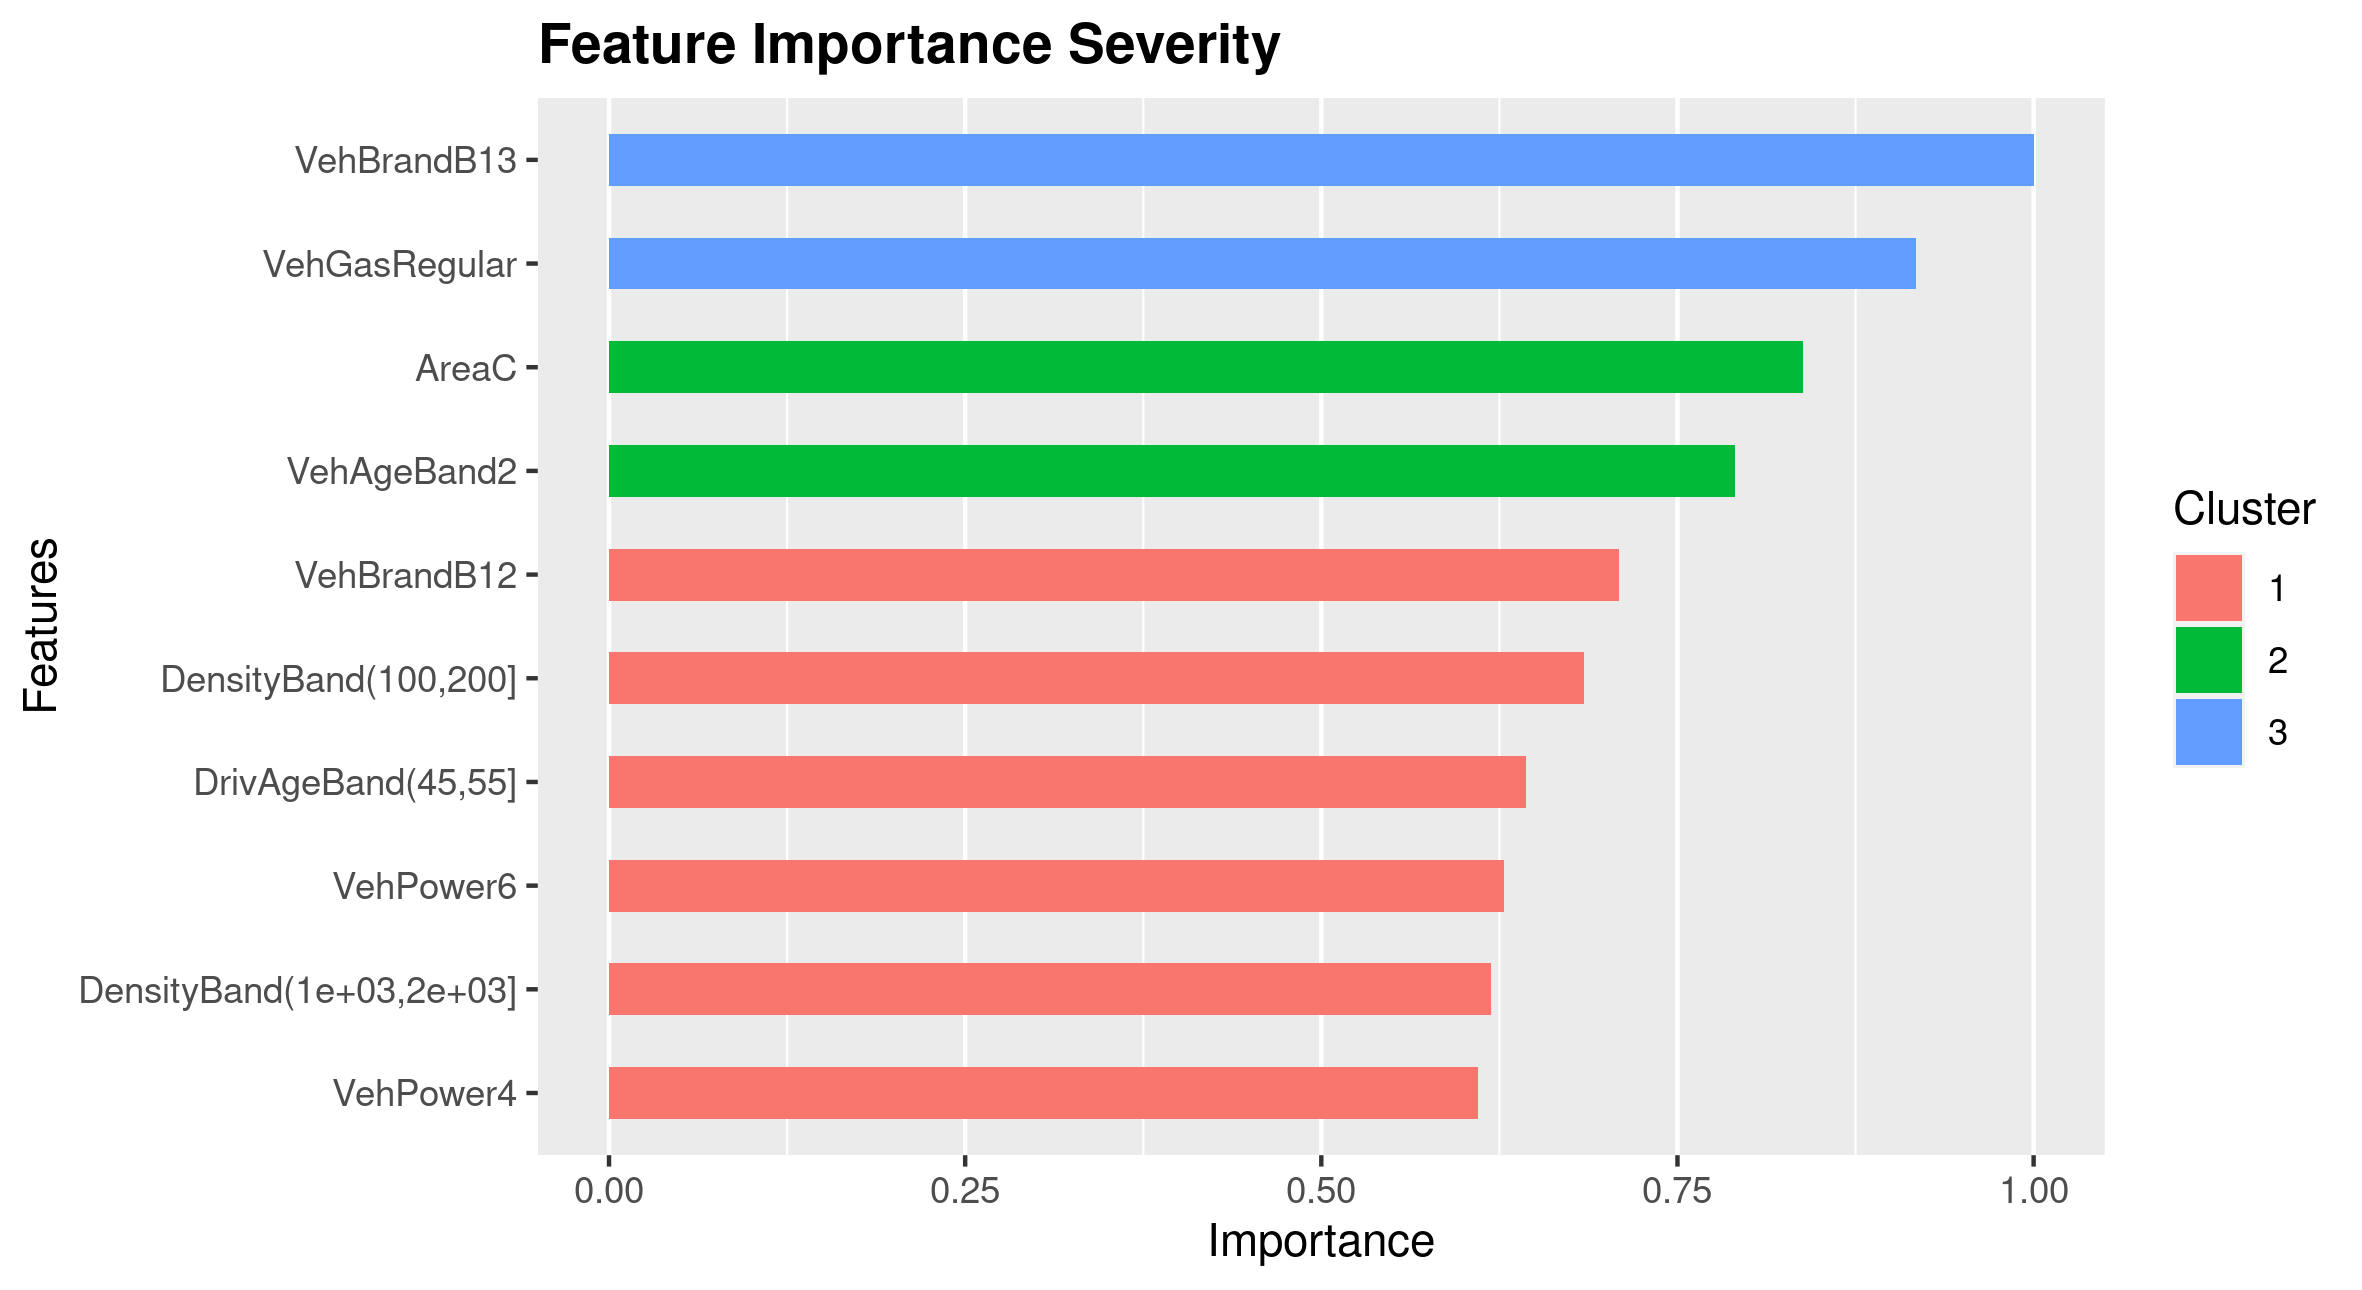 Feature Importance Severity
VehBrandB13
VehGasRegular
AreaC
VehAgeBand2
VehBrandB12
DensityBand(100,200]
DrivAgeBand(45,55]
VehPower6
DensityBand(1e+03,2e+03]
VehPower4
Features
0.00 0.25 0.50 0.75 1.00
Importance
Cluster
1
2
3